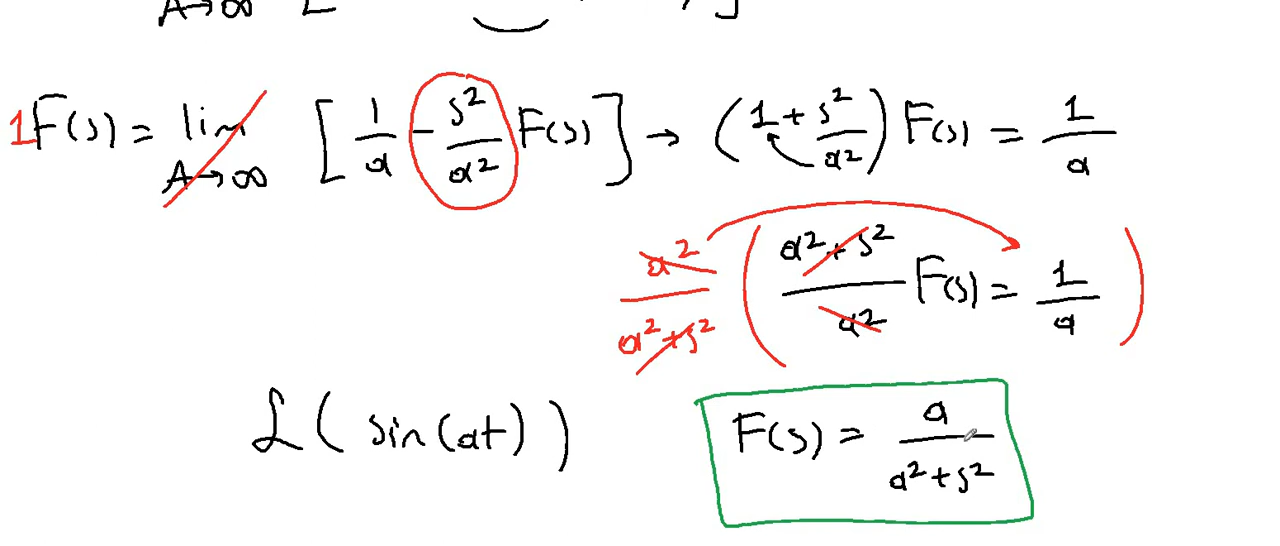 A→∞ [ , ]
1F(s) = lim A→∞ [ 1/a - s²/a² F(s) ] → (1 + s²/a²) F(s) = 1/a
a²/(a²+s²) ( (a²+s²)/a² F(s) = 1/a )
ℒ( sin(at) ) F(s) = a/(a²+s²)